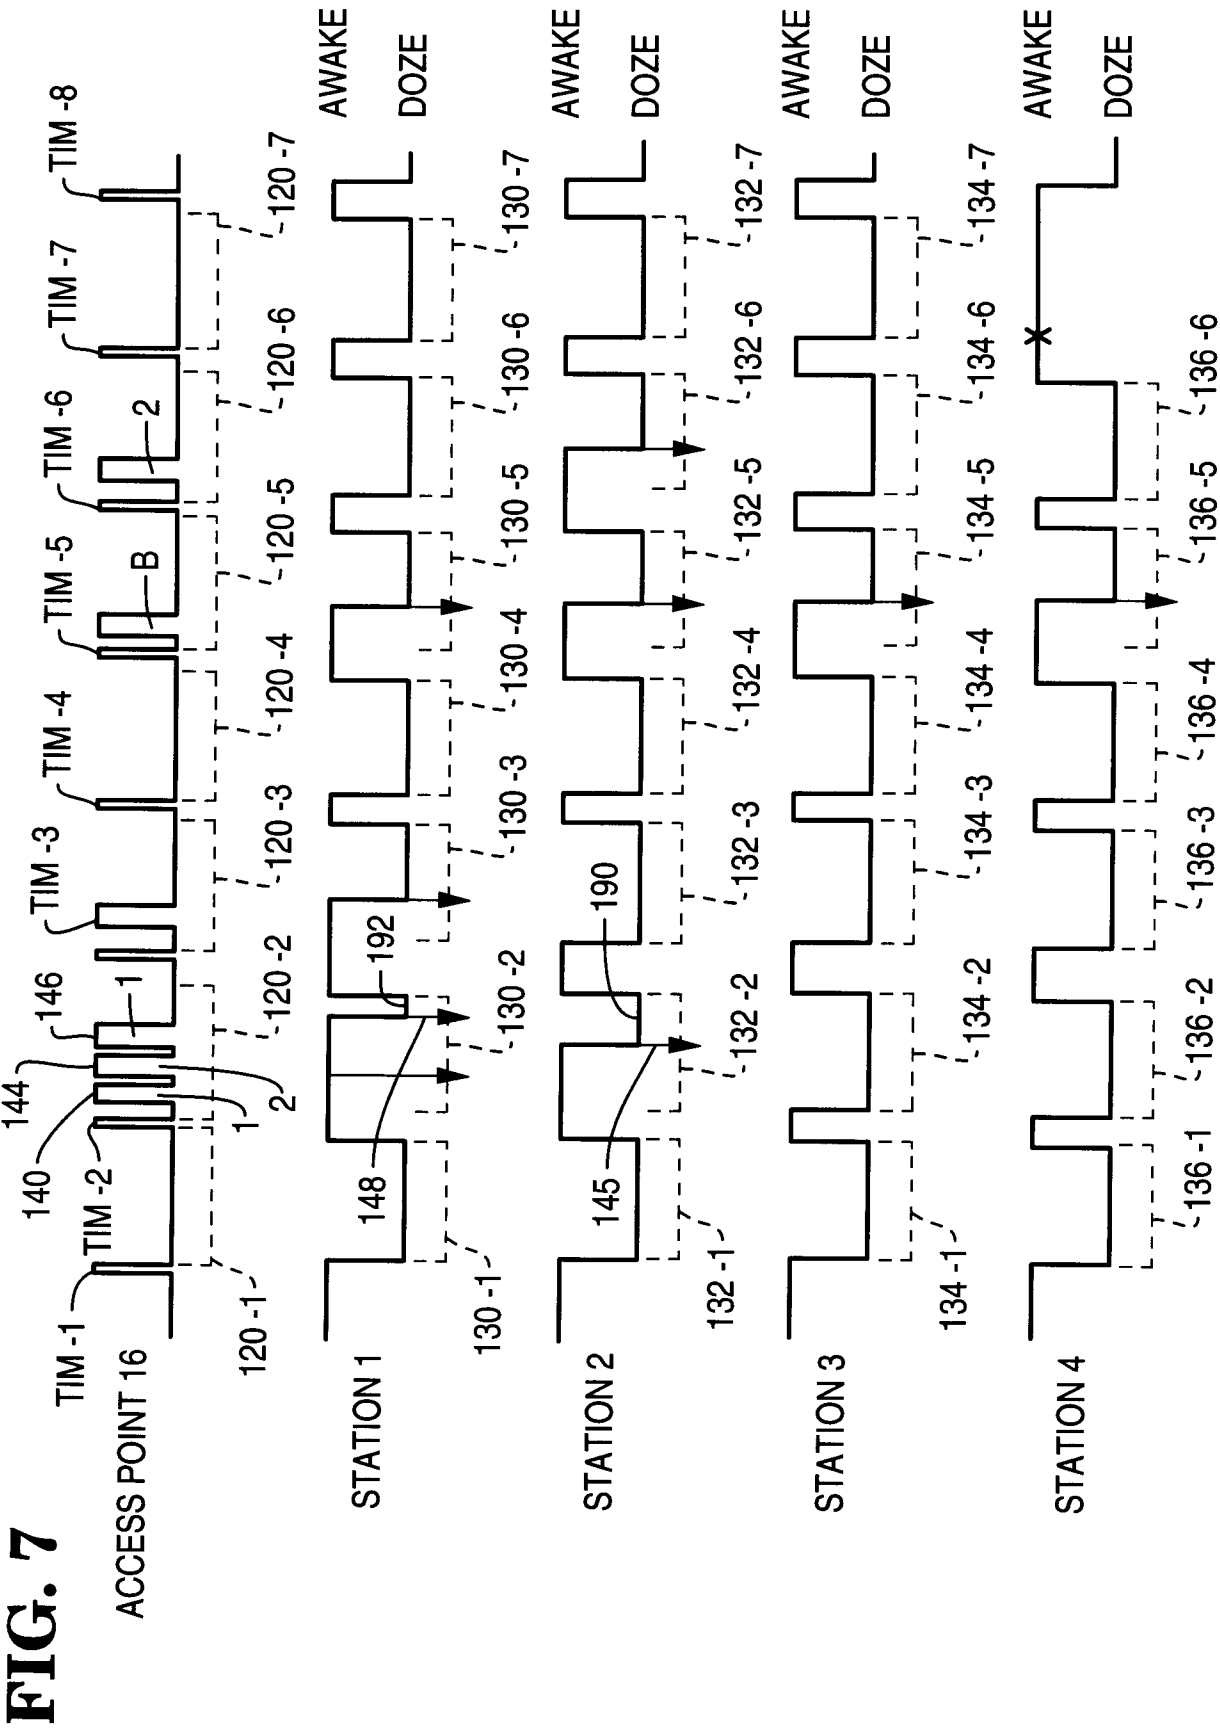 FIG. 7
ACCESS POINT 16
TIM -1
TIM -2
140
144
146
TIM -3
TIM -4
TIM -5
TIM -6
TIM -7
TIM -8
1
2
1
B
2
120 -1
120 -2
120 -3
120 -4
120 -5
120 -6
120 -7
STATION 1
AWAKE
DOZE
148
192
130 -1
130 -2
130 -3
130 -4
130 -5
130 -6
130 -7
STATION 2
AWAKE
DOZE
145
190
132 -1
132 -2
132 -3
132 -4
132 -5
132 -6
132 -7
STATION 3
AWAKE
DOZE
134 -1
134 -2
134 -3
134 -4
134 -5
134 -6
134 -7
STATION 4
AWAKE
DOZE
136 -1
136 -2
136 -3
136 -4
136 -5
136 -6